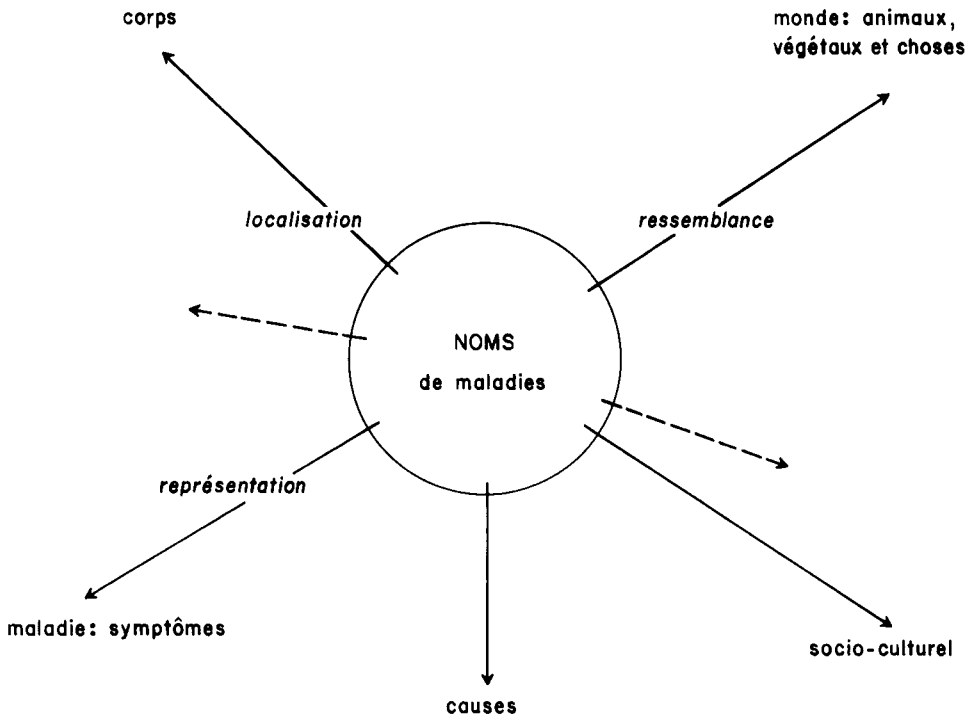 corps
monde: animaux,
végétaux et choses
localisation
ressemblance
NOMS
de maladies
représentation
maladie: symptômes
socio-culturel
causes